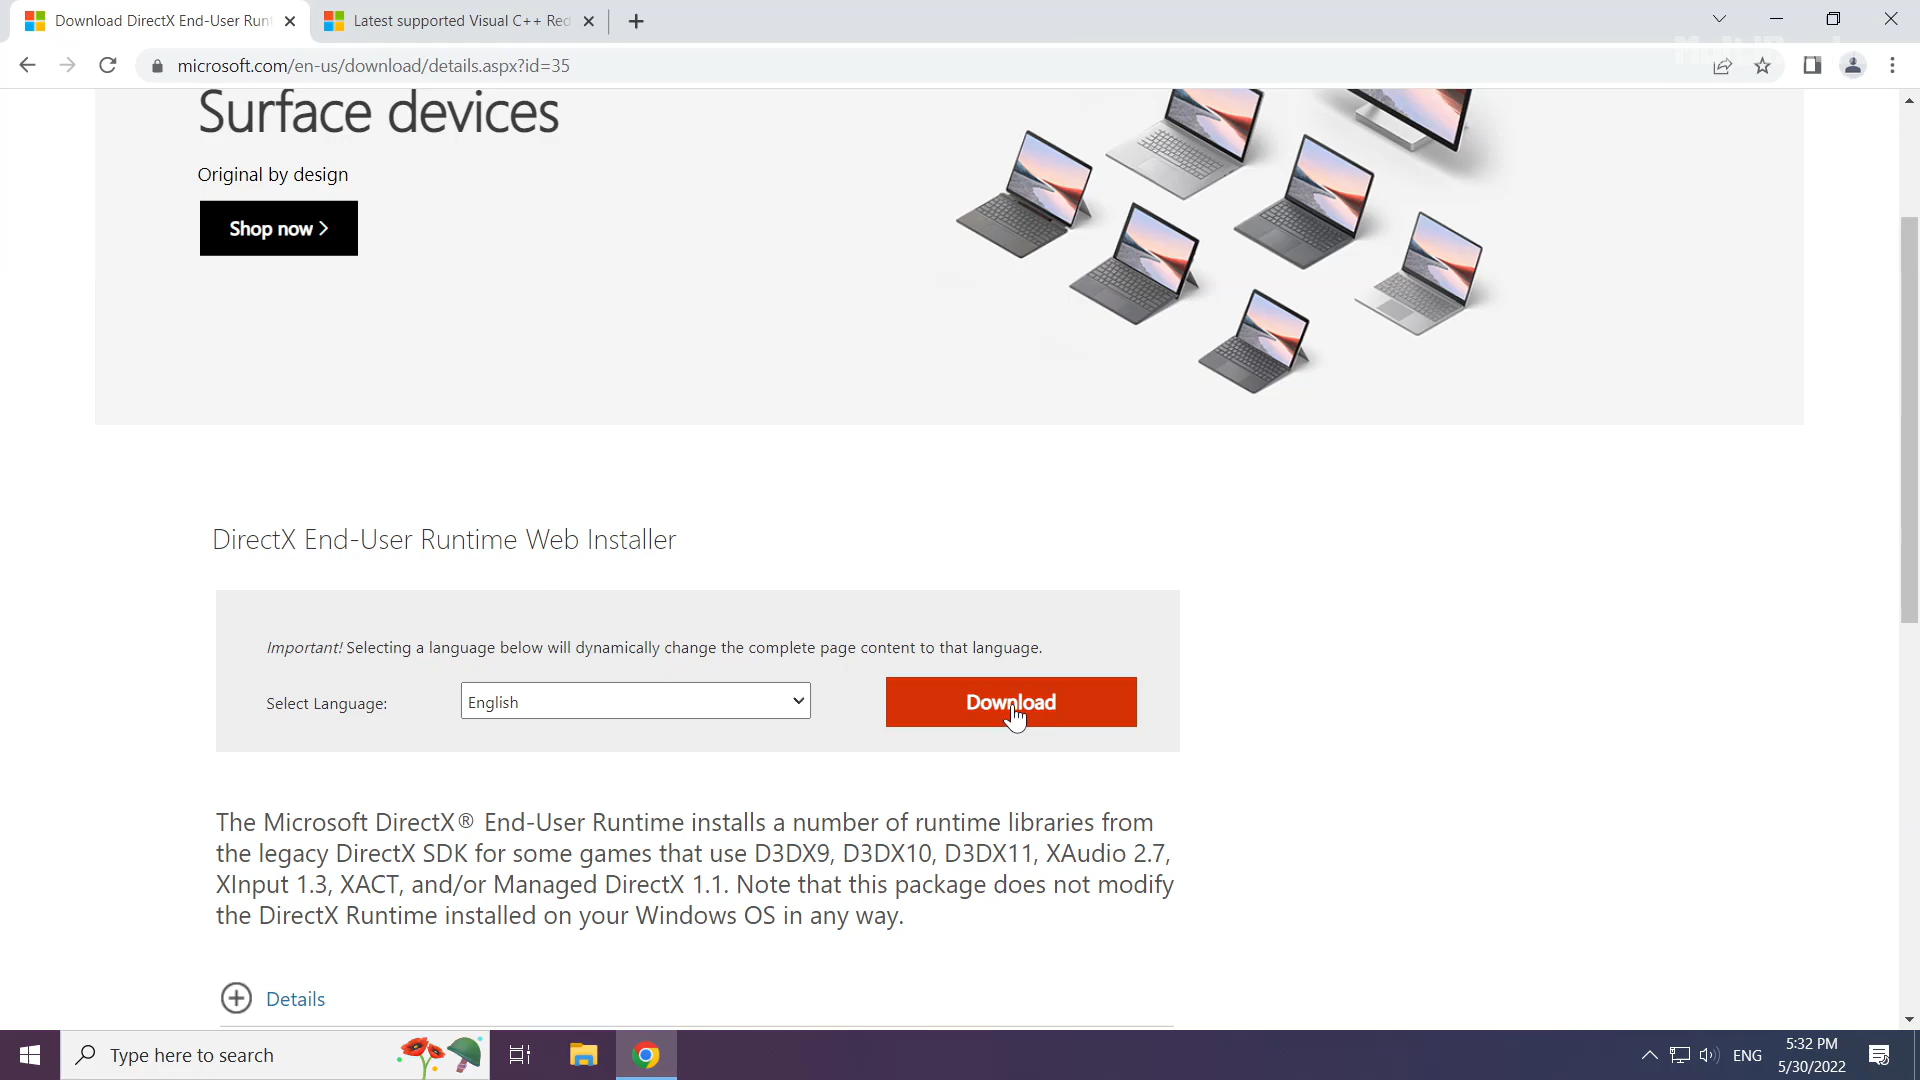 Download DirectX End-User Runt
Latest supported Visual C++ Red
microsoft.com/en-us/download/details.aspx?id=35
Surface devices
Original by design
Shop now >
DirectX End-User Runtime Web Installer
Important! Selecting a language below will dynamically change the complete page content to that language.
Select Language:
English
Download
The Microsoft DirectX® End-User Runtime installs a number of runtime libraries from
the legacy DirectX SDK for some games that use D3DX9, D3DX10, D3DX11, XAudio 2.7,
XInput 1.3, XACT, and/or Managed DirectX 1.1. Note that this package does not modify
the DirectX Runtime installed on your Windows OS in any way.
Details
Type here to search
ENG
5:32 PM
5/30/2022